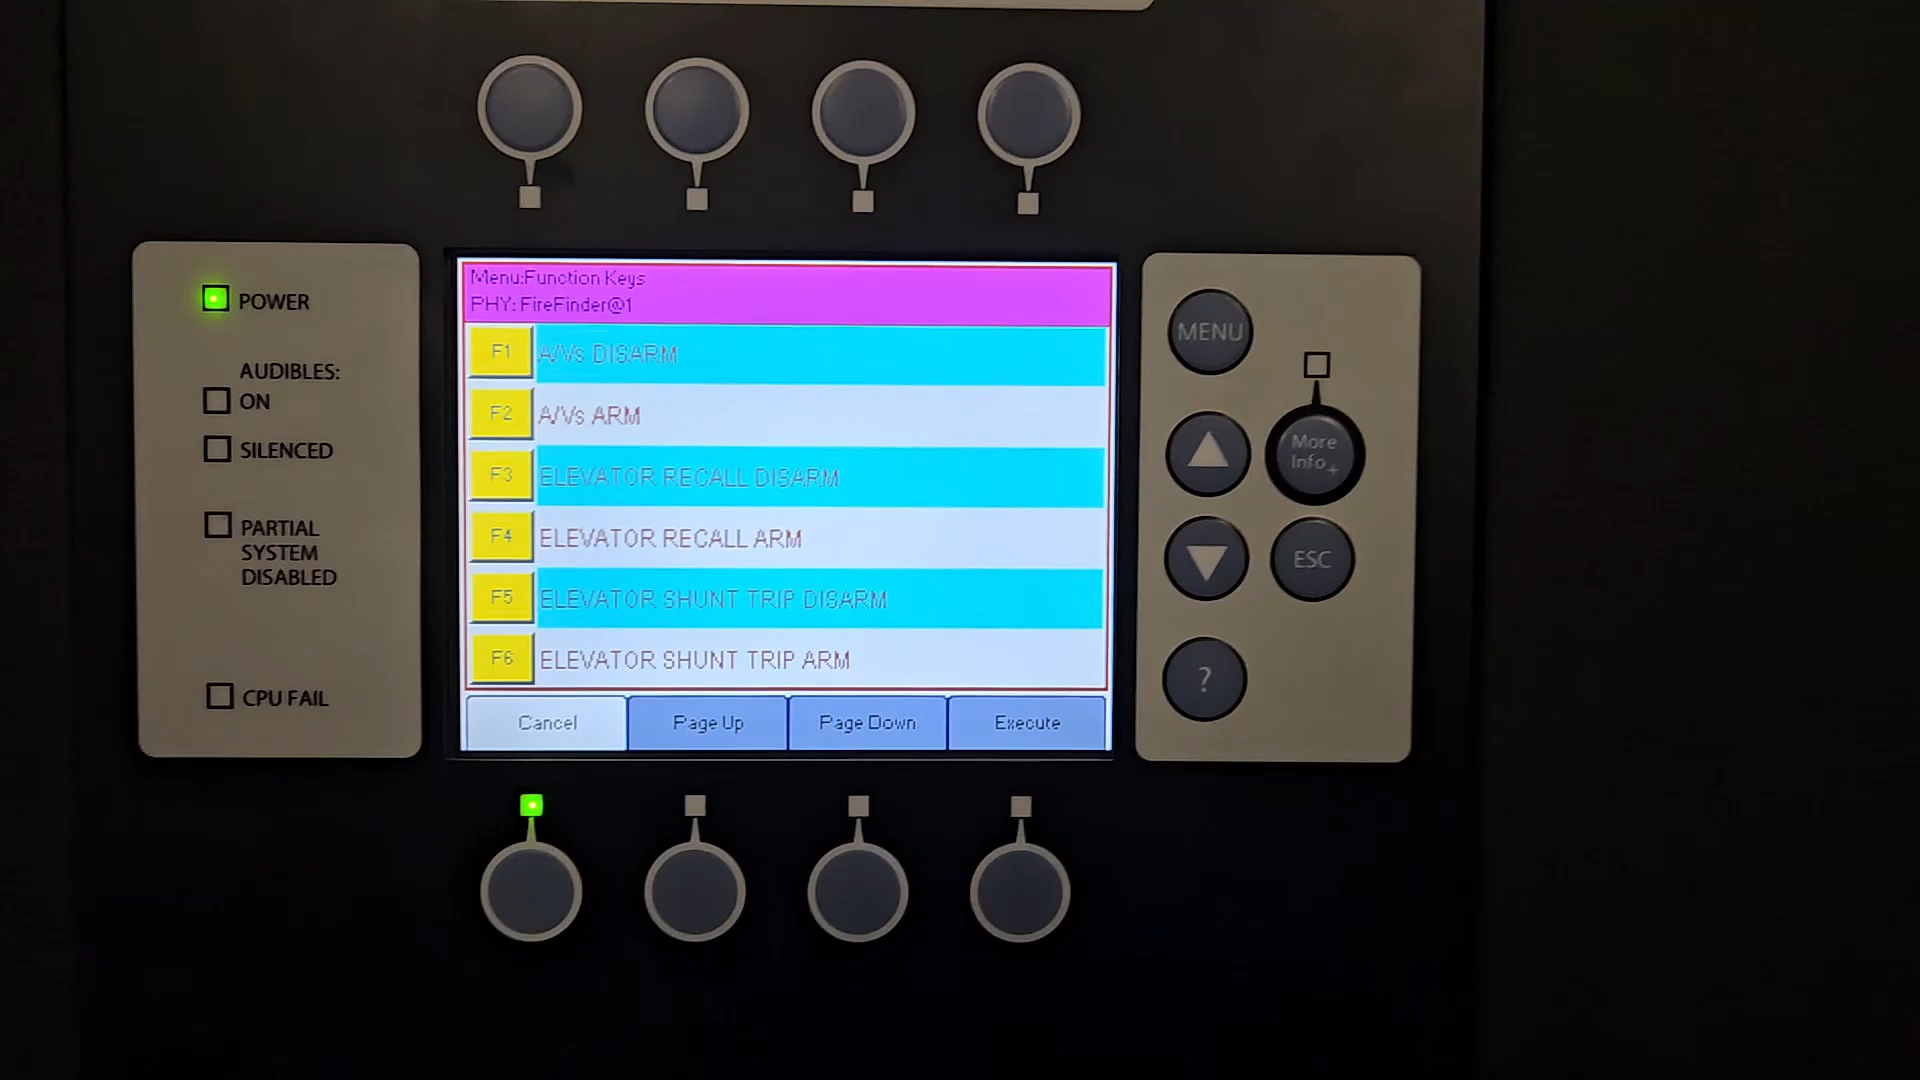 Menu:Function Keys
PHY: FireFinder@1
F1 A/Vs DISARM
F2 A/Vs ARM
F3 ELEVATOR RECALL DISARM
F4 ELEVATOR RECALL ARM
F5 ELEVATOR SHUNT TRIP DISARM
F6 ELEVATOR SHUNT TRIP ARM
Cancel Page Up Page Down Execute
POWER
AUDIBLES:
ON
SILENCED
PARTIAL
SYSTEM
DISABLED
CPU FAIL
MENU
More
Info+
ESC
?